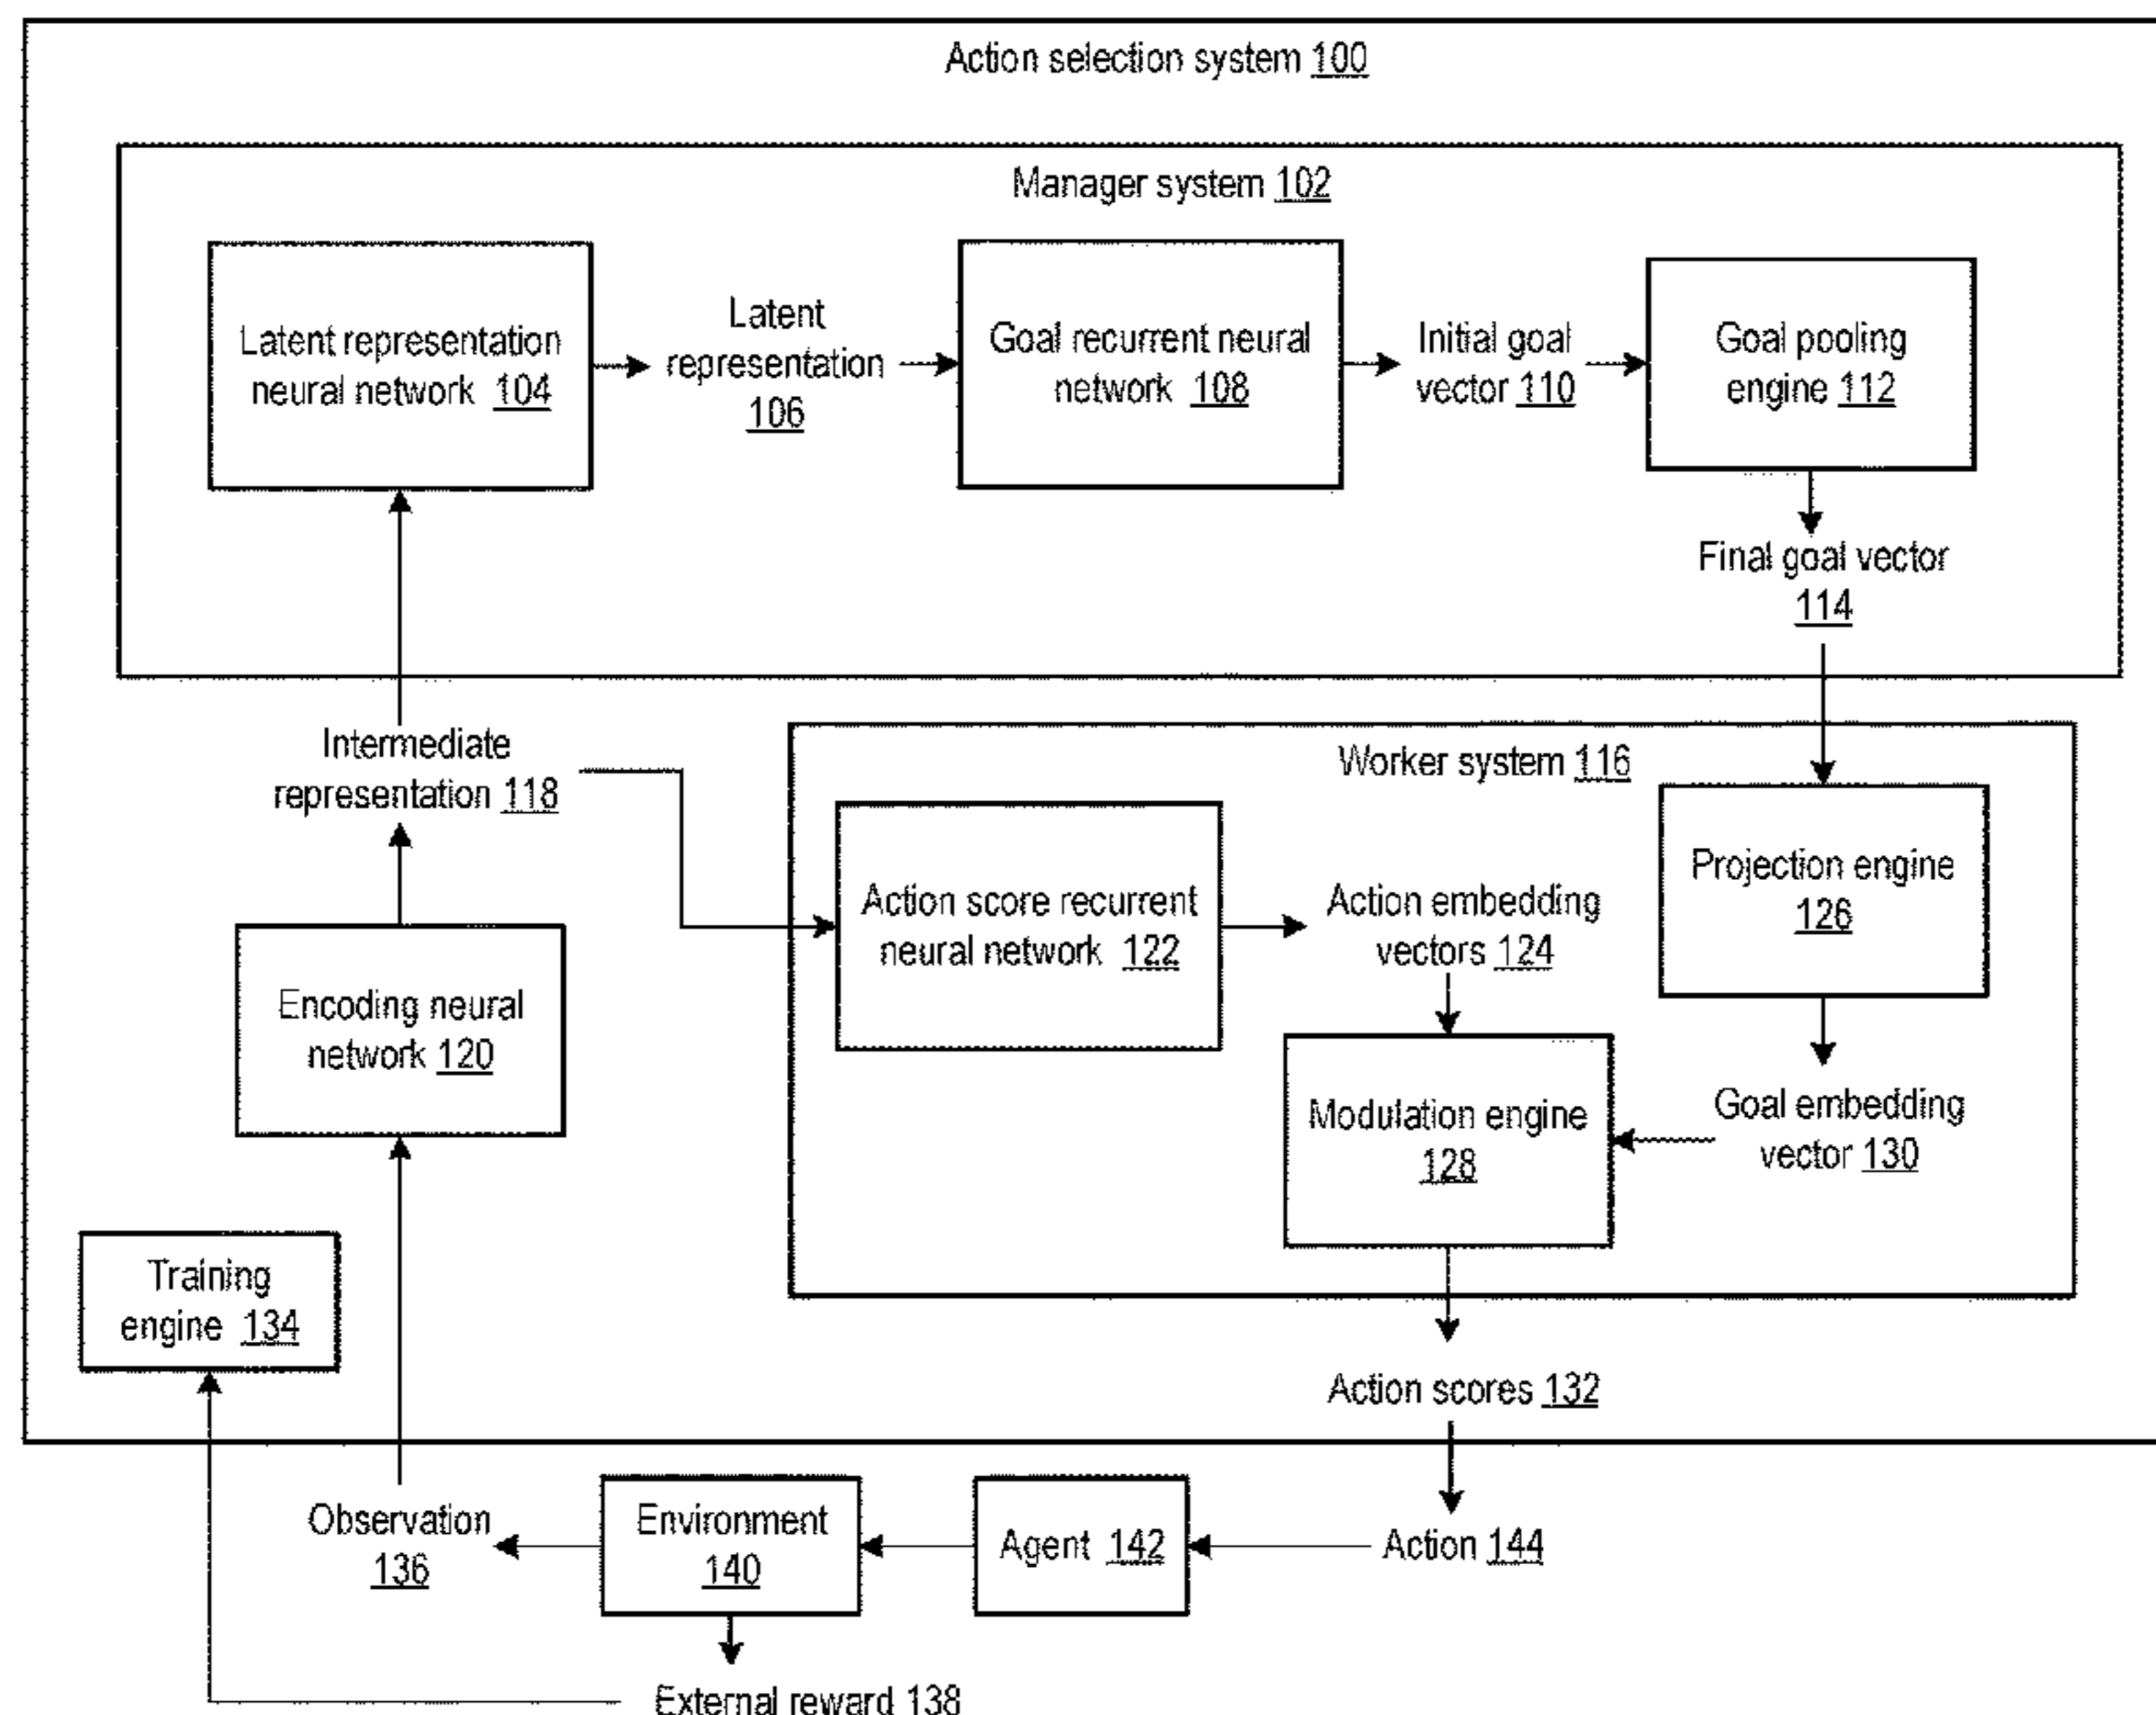 Action selection system 100
Manager system 102
Latent representation
neural network 104
Latent
representation
106
Goal recurrent neural
network 108
Initial goal
vector 110
Goal pooling
engine 112
Final goal vector
114
Intermediate
representation 118
Worker system 116
Action score recurrent
neural network 122
Action embedding
vectors 124
Projection engine
126
Encoding neural
network 120
Modulation engine
128
Goal embedding
vector 130
Training
engine 134
Action scores 132
Observation
136
Environment
140
Agent 142
Action 144
External reward 138